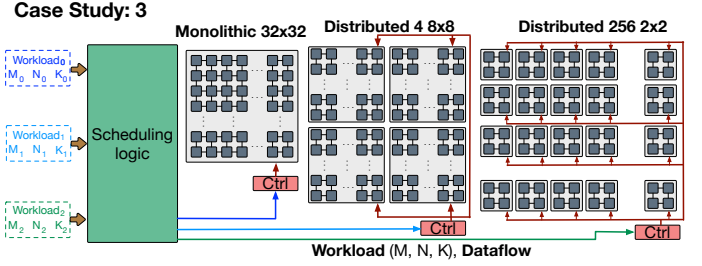 Case Study: 3
Monolithic 32x32
Distributed 4 8x8
Distributed 256 2x2
Workload0
M0 N0 K0
Workload1
M1 N1 K1
Workload2
M2 N2 K2
Scheduling
logic
Ctrl
Ctrl
Ctrl
Workload (M, N, K), Dataflow